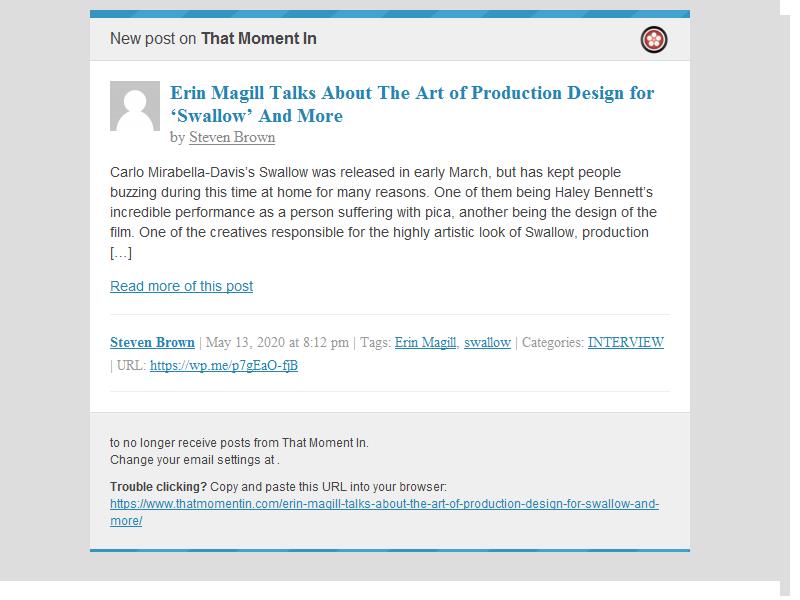 New post on That Moment In
Erin Magill Talks About The Art of Production Design for
‘Swallow’ And More
by Steven Brown
Carlo Mirabella-Davis’s Swallow was released in early March, but has kept people
buzzing during this time at home for many reasons. One of them being Haley Bennett’s
incredible performance as a person suffering with pica, another being the design of the
film. One of the creatives responsible for the highly artistic look of Swallow, production
[…]
Read more of this post
Steven Brown | May 13, 2020 at 8:12 pm | Tags: Erin Magill, swallow | Categories: INTERVIEW
| URL: https://wp.me/p7gEaO-fjB
to no longer receive posts from That Moment In.
Change your email settings at .
Trouble clicking? Copy and paste this URL into your browser:
https://www.thatmomentin.com/erin-magill-talks-about-the-art-of-production-design-for-swallow-and-
more/